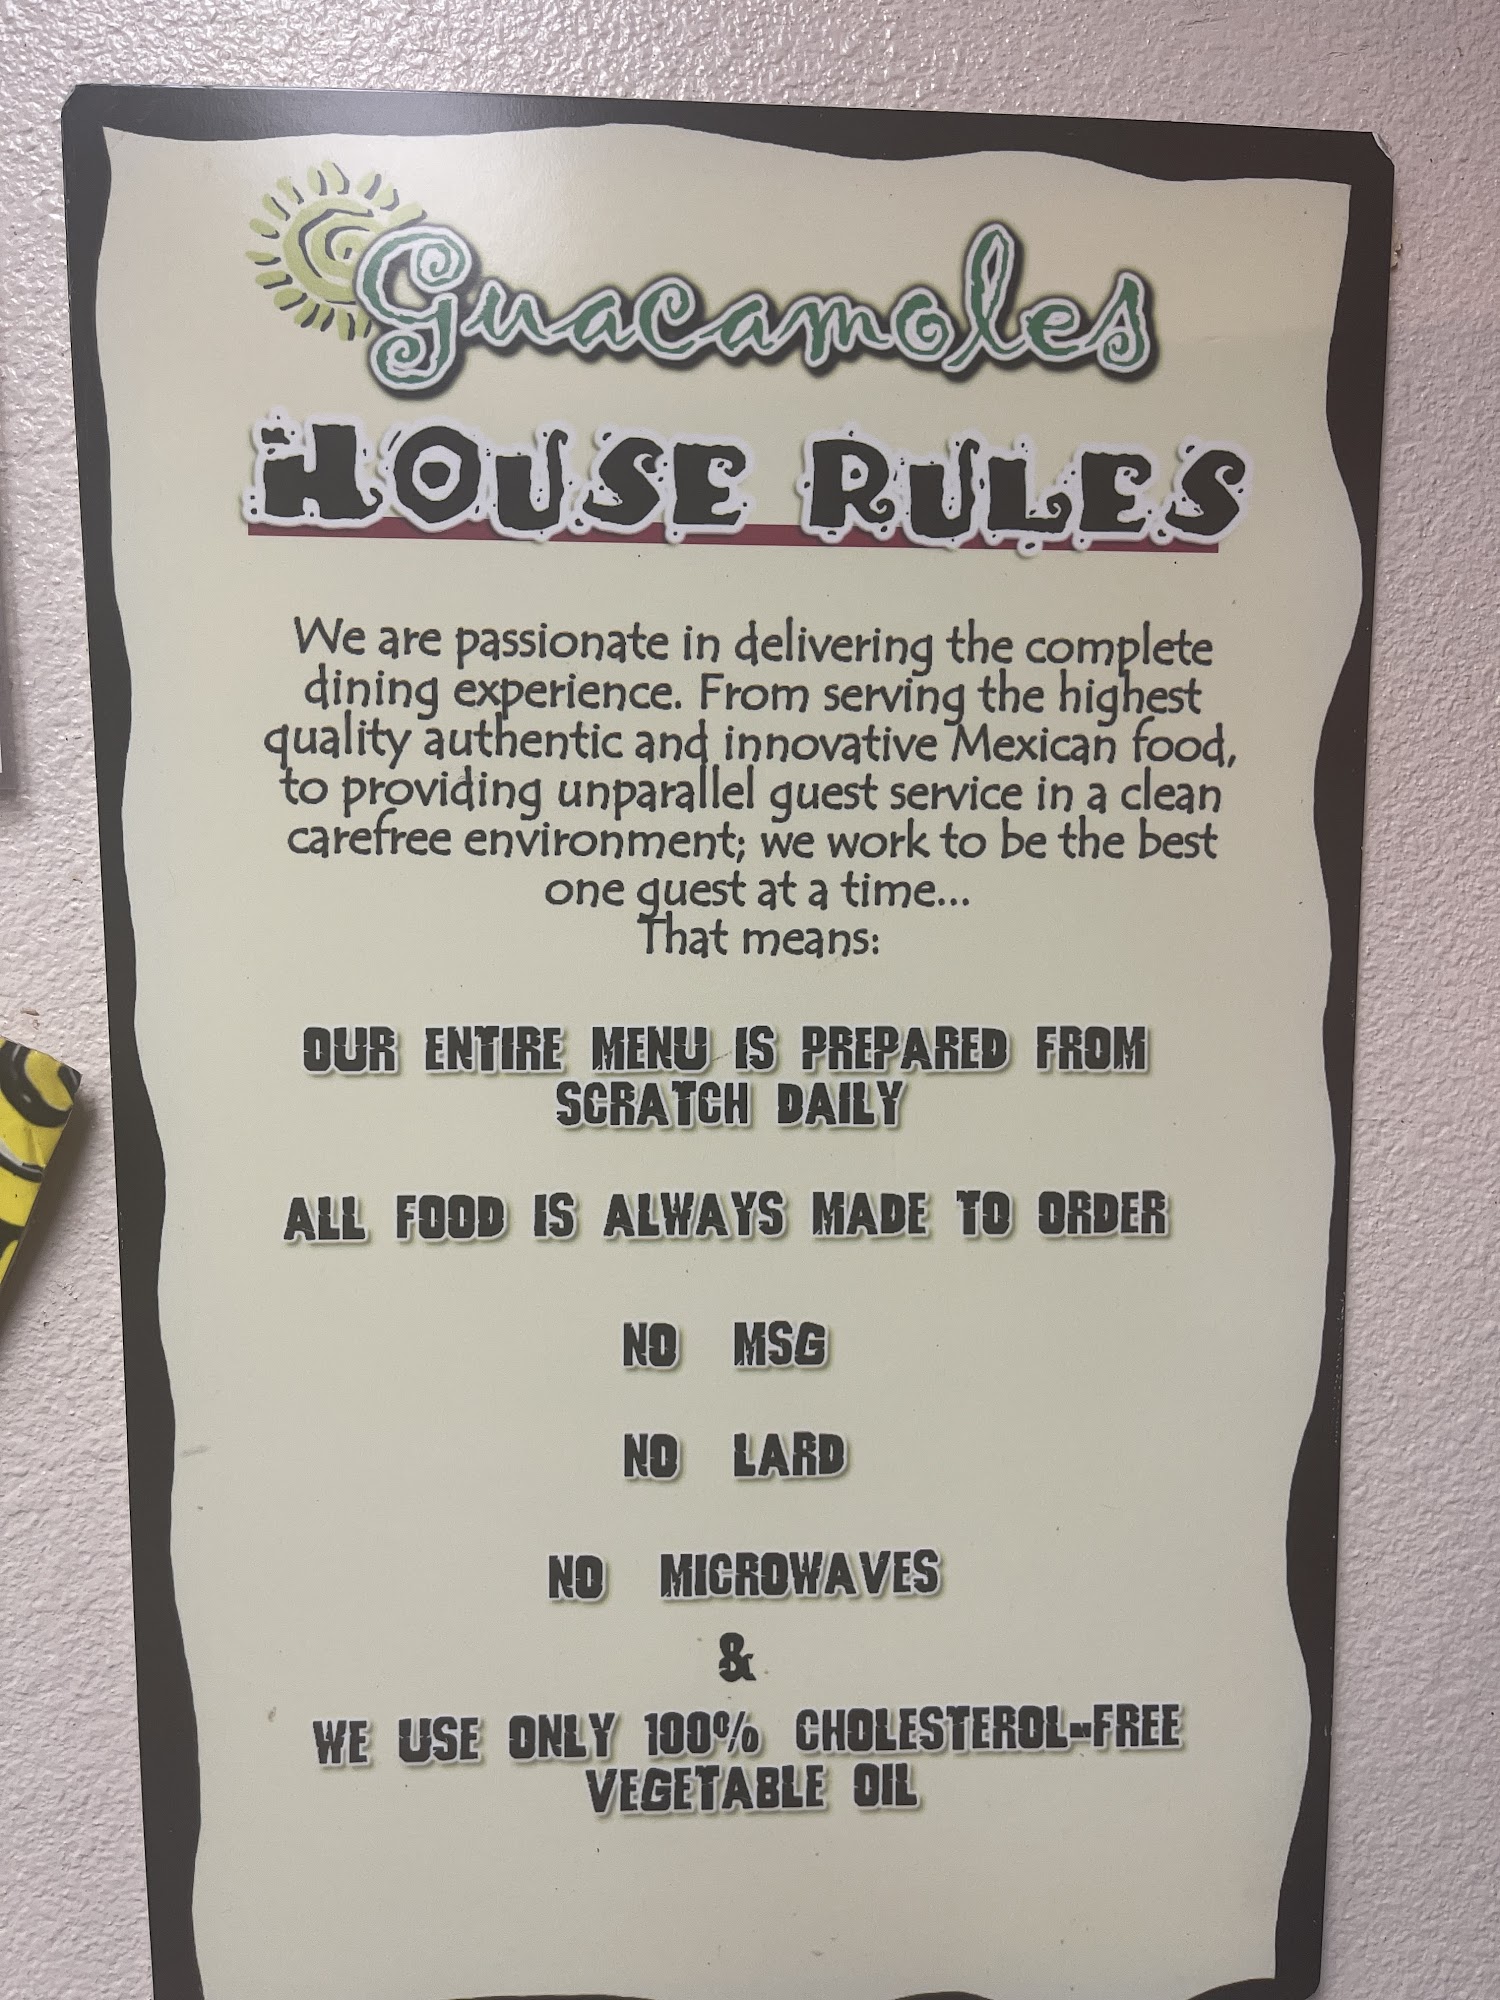 Guacamoles
HOUSE RULES
We are passionate in delivering the complete
dining experience. From serving the highest
quality authentic and innovative Mexican food,
to providing unparallel guest service in a clean
carefree environment; we work to be the best
one guest at a time...
That means:
OUR ENTIRE MENU IS PREPARED FROM
SCRATCH DAILY
ALL FOOD IS ALWAYS MADE TO ORDER
NO MSG
NO LARD
NO MICROWAVES
&
WE USE ONLY 100% CHOLESTEROL-FREE
VEGETABLE OIL